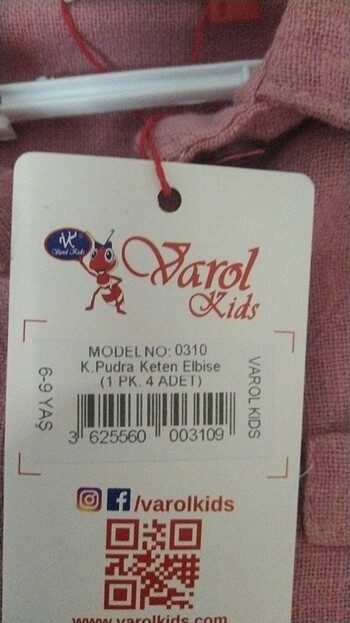 VK
Varol Kids
Varol
Kids
MODEL NO: 0310
K.Pudra Keten Elbise
(1 PK. 4 ADET)
6-9 YAŞ
VAROL KIDS
3 625560 003109
/varolkids
www.varolkids.com